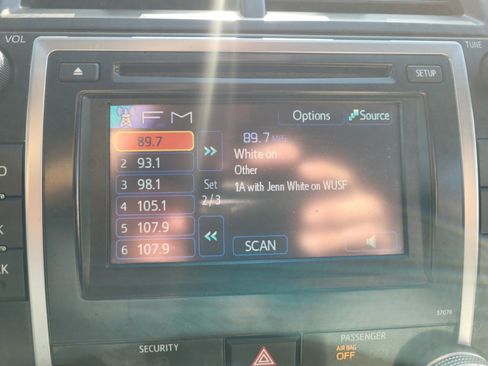 VOL
TUNE
SETUP
FM
Options
Source
89.7
89.7 MHz
2 93.1
White on
Other
3 98.1
Set
1A with Jenn White on WUSF
4 105.1
2/3
5 107.9
6 107.9
SCAN
57078
SECURITY
PASSENGER
AIR BAG
OFF